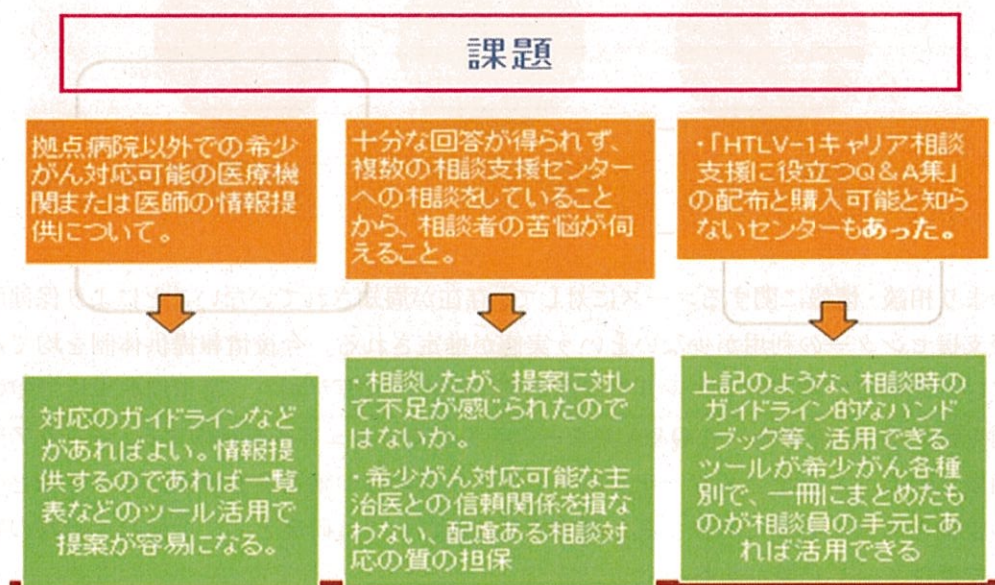 課題
拠点病院以外での希少
がん対応可能の医療機
関または医師の情報提
供について。
十分な回答が得られず、
複数の相談支援センター
への相談をしていること
から、相談者の苦悩が伺
えること。
・「HTLV-1キャリア相談
支援に役立つQ&A集」
の配布と購入可能と知ら
ないセンターもあった。
対応のガイドラインなど
があればよい。情報提
供するのであれば一覧
表などのツール活用で
提案が容易になる。
・相談したが、提案に対し
て不足が感じられたので
はないか。
・希少がん対応可能な主
治医との信頼関係を損な
わない、配慮ある相談対
応の質の担保
上記のような、相談時の
ガイドライン的なハンド
ブック等、活用できる
ツールが希少がん各種
別で、一冊にまとめたも
のが相談員の手元にあ
れば活用できる